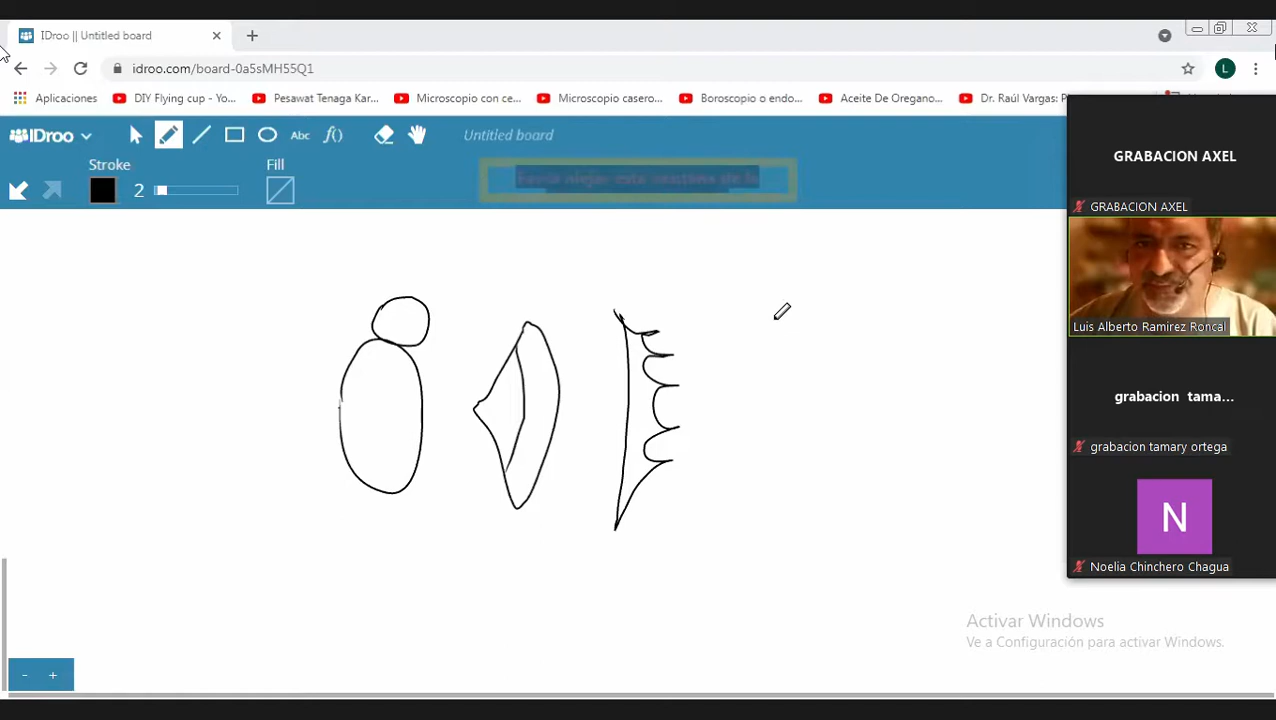 IDroo || Untitled board
idroo.com/board-0a5sMH55Q1
L
Aplicaciones
DIY Flying cup - Yo...
Pesawat Tenaga Kar...
Microscopio con ce...
Microscopio casero...
Boroscopio o endo...
Aceite De Oregano...
Dr. Raúl Vargas:
IDroo
Abc
f()
Untitled board
Stroke
2
Fill
GRABACION AXEL
GRABACION AXEL
Luis Alberto Ramirez Roncal
grabacion tama...
grabacion tamary ortega
N
Noelia Chinchero Chagua
Activar Windows
Ve a Configuración para activar Windows.
- +